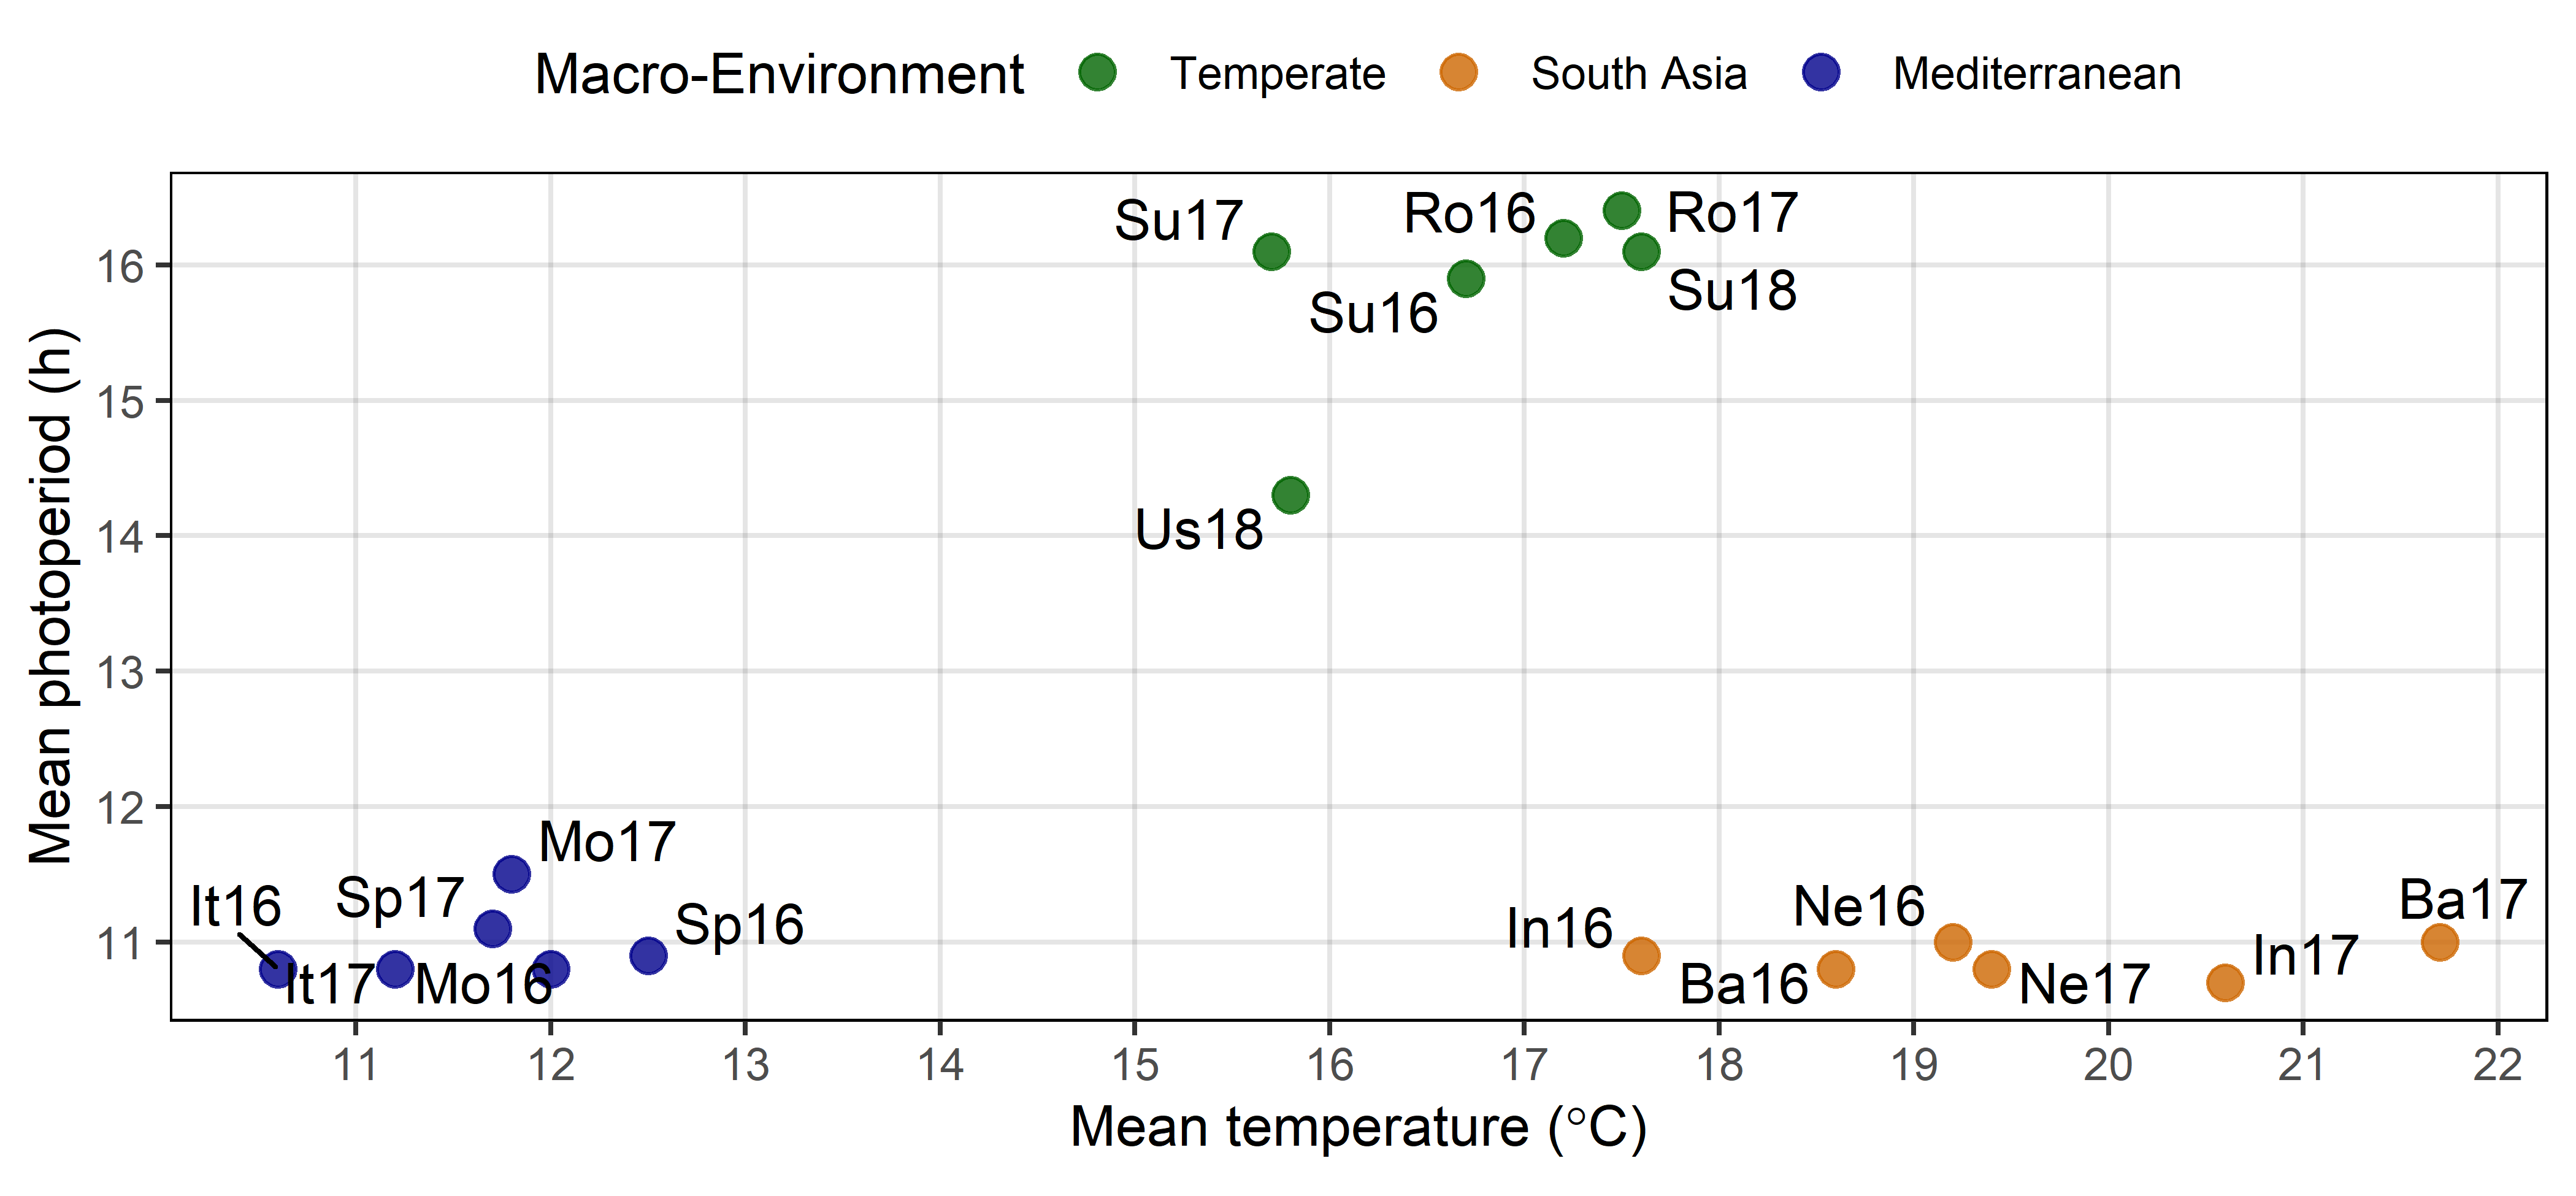 Macro-Environment Temperate South Asia Mediterranean
Su17 Ro16 Ro17
Su16 Su18
Us18
Mo17
It16 Sp17 Sp16
It17 Mo16
In16 Ne16 Ba17
Ba16 Ne17 In17
16
15
14
13
12
11
Mean photoperiod (h)
11 12 13 14 15 16 17 18 19 20 21 22
Mean temperature (°C)